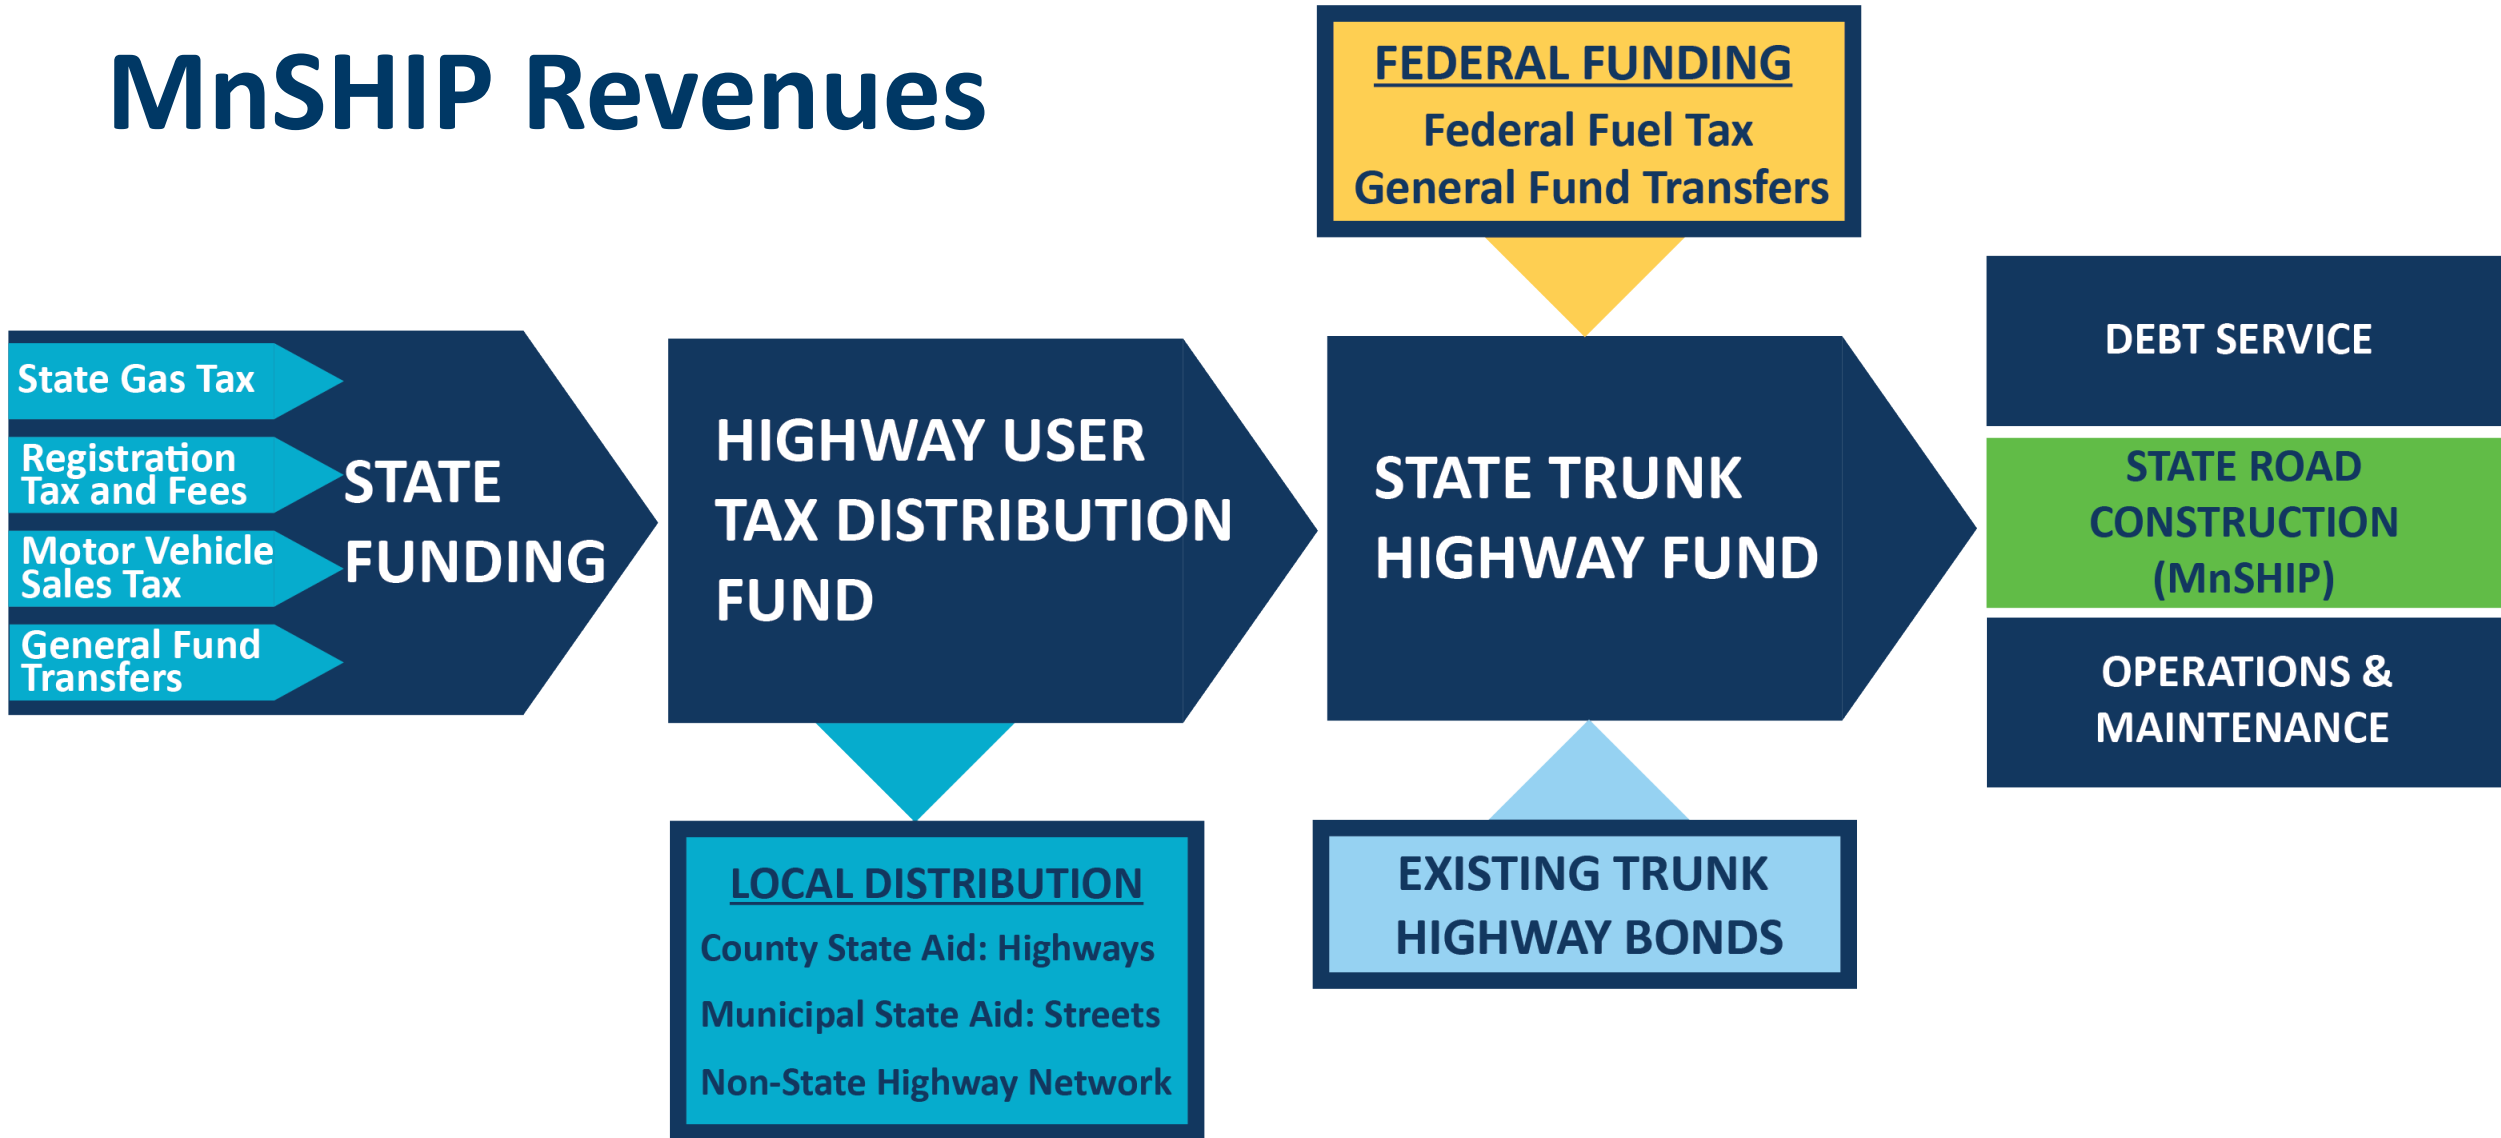 MnSHIP Revenues
FEDERAL FUNDING
Federal Fuel Tax
General Fund Transfers
State Gas Tax
Registration
Tax and Fees
Motor Vehicle
Sales Tax
General Fund
Transfers
STATE
FUNDING
HIGHWAY USER
TAX DISTRIBUTION
FUND
STATE TRUNK
HIGHWAY FUND
DEBT SERVICE
STATE ROAD
CONSTRUCTION
(MnSHIP)
OPERATIONS &
MAINTENANCE
LOCAL DISTRIBUTION
County State Aid: Highways
Municipal State Aid: Streets
Non-State Highway Network
EXISTING TRUNK
HIGHWAY BONDS